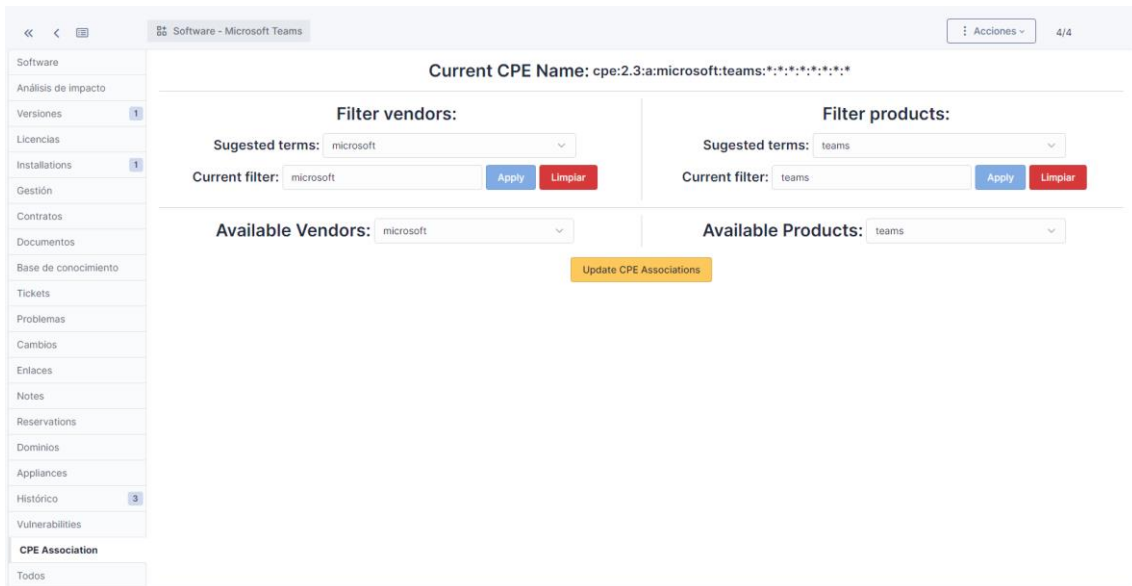 Software - Microsoft Teams
Acciones
4/4
Software
Análisis de impacto
Versiones 1
Licencias
Installations 1
Gestión
Contratos
Documentos
Base de conocimiento
Tickets
Problemas
Cambios
Enlaces
Notes
Reservations
Dominios
Appliances
Histórico 3
Vulnerabilities
CPE Association
Todos
Current CPE Name: cpe:2.3:a:microsoft:teams:*:*:*:*:*:*:*:*
Filter vendors:
Sugested terms: microsoft
Current filter: microsoft Apply Limpiar
Filter products:
Sugested terms: teams
Current filter: teams Apply Limpiar
Available Vendors: microsoft
Available Products: teams
Update CPE Associations